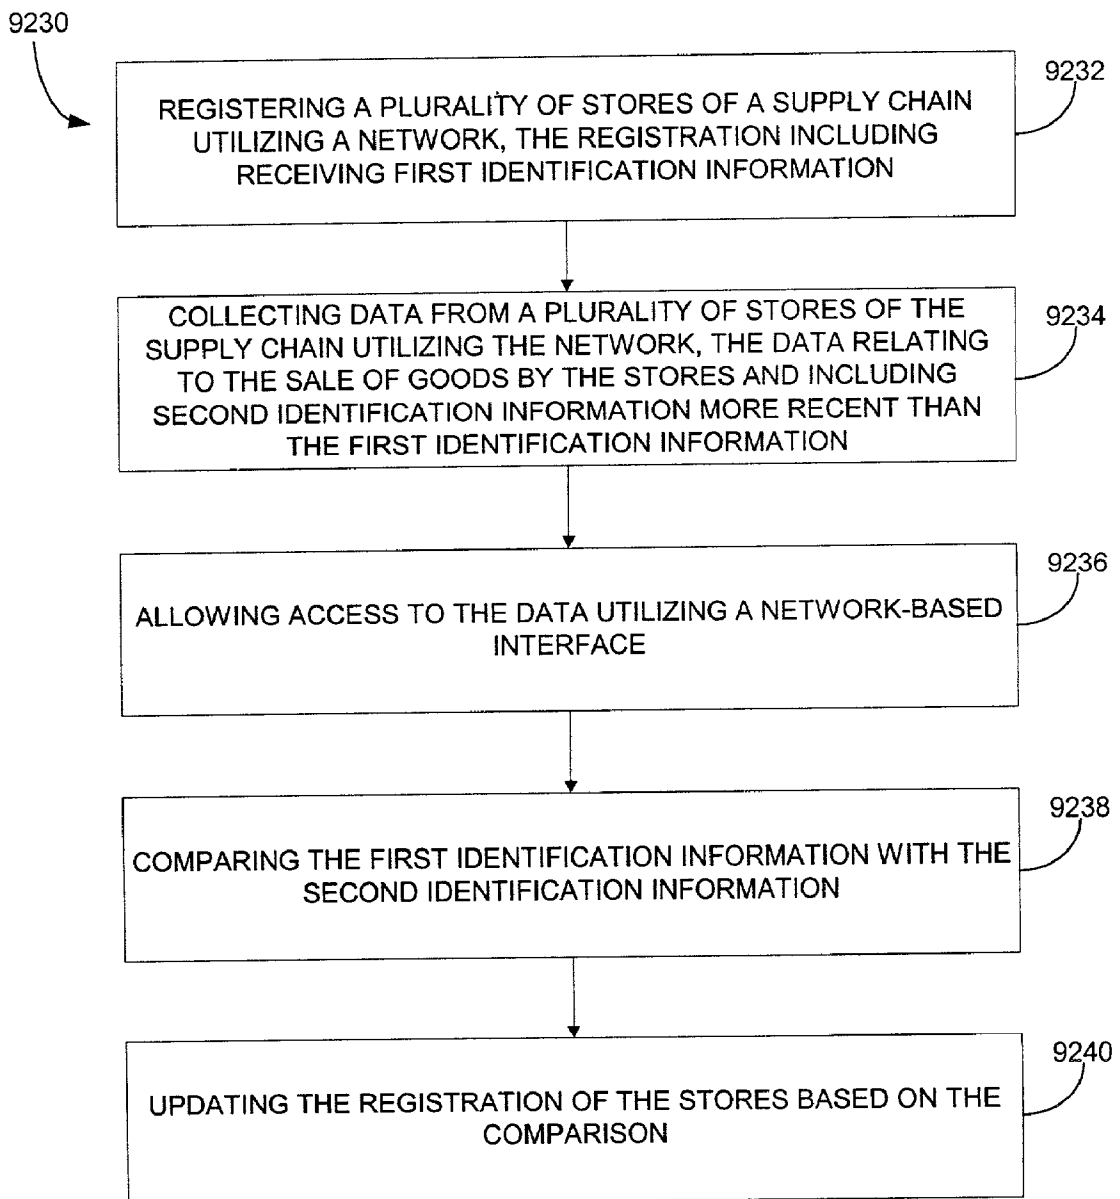 9230
9232
REGISTERING A PLURALITY OF STORES OF A SUPPLY CHAIN
UTILIZING A NETWORK, THE REGISTRATION INCLUDING
RECEIVING FIRST IDENTIFICATION INFORMATION
9234
COLLECTING DATA FROM A PLURALITY OF STORES OF THE
SUPPLY CHAIN UTILIZING THE NETWORK, THE DATA RELATING
TO THE SALE OF GOODS BY THE STORES AND INCLUDING
SECOND IDENTIFICATION INFORMATION MORE RECENT THAN
THE FIRST IDENTIFICATION INFORMATION
9236
ALLOWING ACCESS TO THE DATA UTILIZING A NETWORK-BASED
INTERFACE
9238
COMPARING THE FIRST IDENTIFICATION INFORMATION WITH THE
SECOND IDENTIFICATION INFORMATION
9240
UPDATING THE REGISTRATION OF THE STORES BASED ON THE
COMPARISON